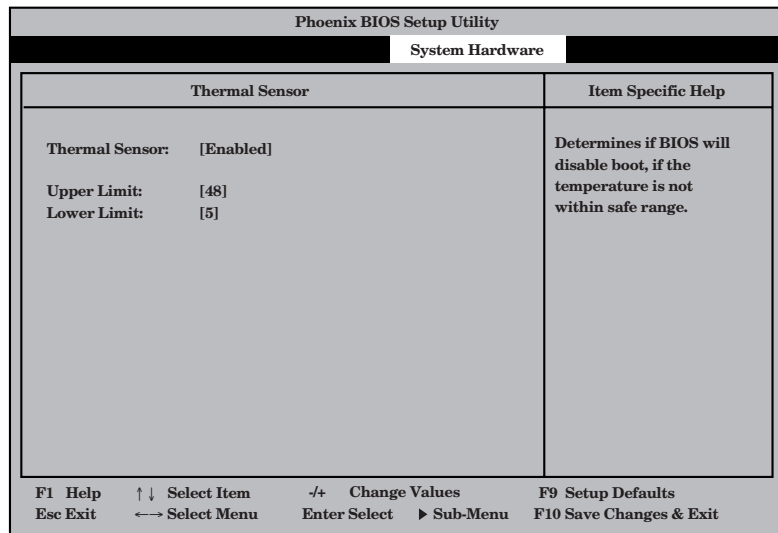 Phoenix BIOS Setup Utility
System Hardware
Thermal Sensor
Item Specific Help
Thermal Sensor: [Enabled]
Upper Limit: [48]
Lower Limit: [5]
Determines if BIOS will
disable boot, if the
temperature is not
within safe range.
F1 Help ↑↓ Select Item -/+ Change Values F9 Setup Defaults
Esc Exit ←→ Select Menu Enter Select ▶ Sub-Menu F10 Save Changes & Exit